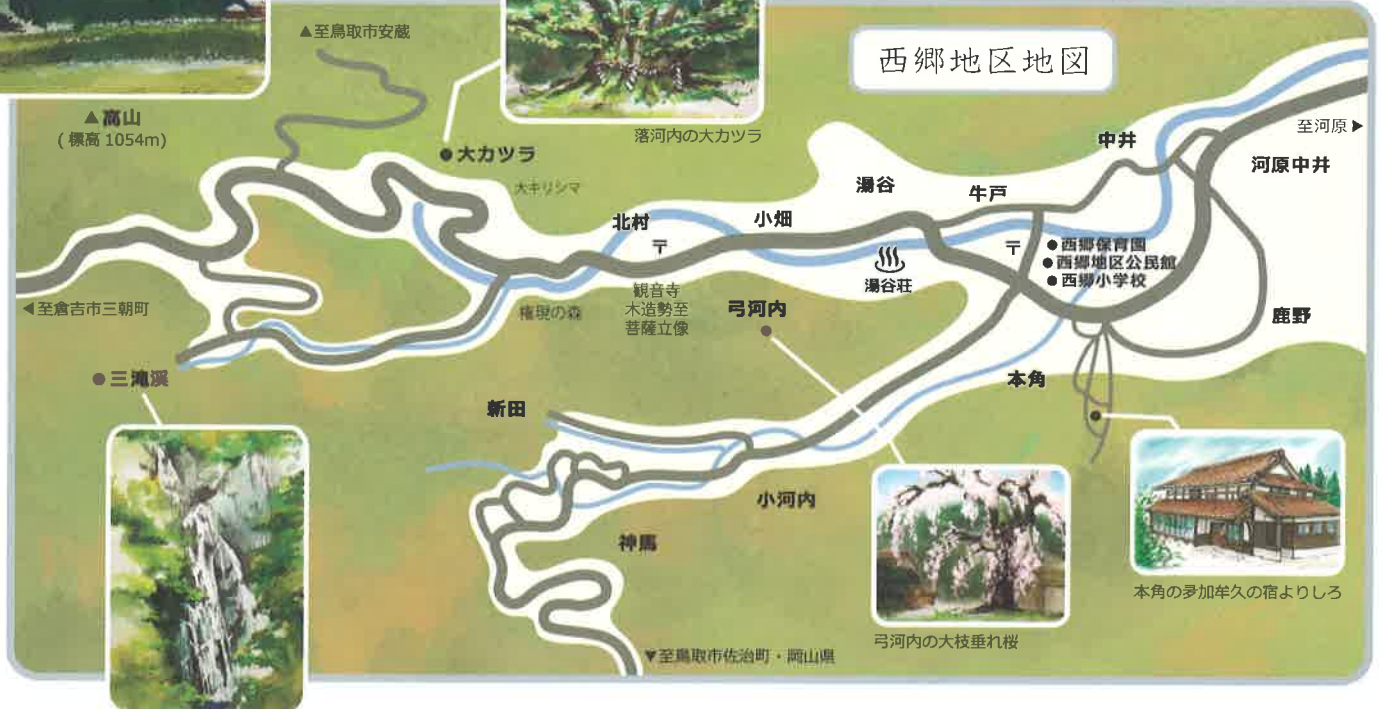 ▲至鳥取市安蔵
西郷地区地図
▲高山
(標高1054m)
●大カツラ
落河内の大カツラ
中井
至河原▶
河原中井
大キリシマ
湯谷
牛戸
北村
小畑
〒
〒
●西郷保育園
●西郷地区公民館
●西郷小学校
湯谷荘
◀至倉吉市三朝町
権現の森
観音寺
木造勢至
菩薩立像
弓河内
鹿野
●三滝渓
本角
新田
小河内
神馬
本角の夛加牟久の宿よりしろ
弓河内の大枝垂れ桜
▼至鳥取市佐治町・岡山県